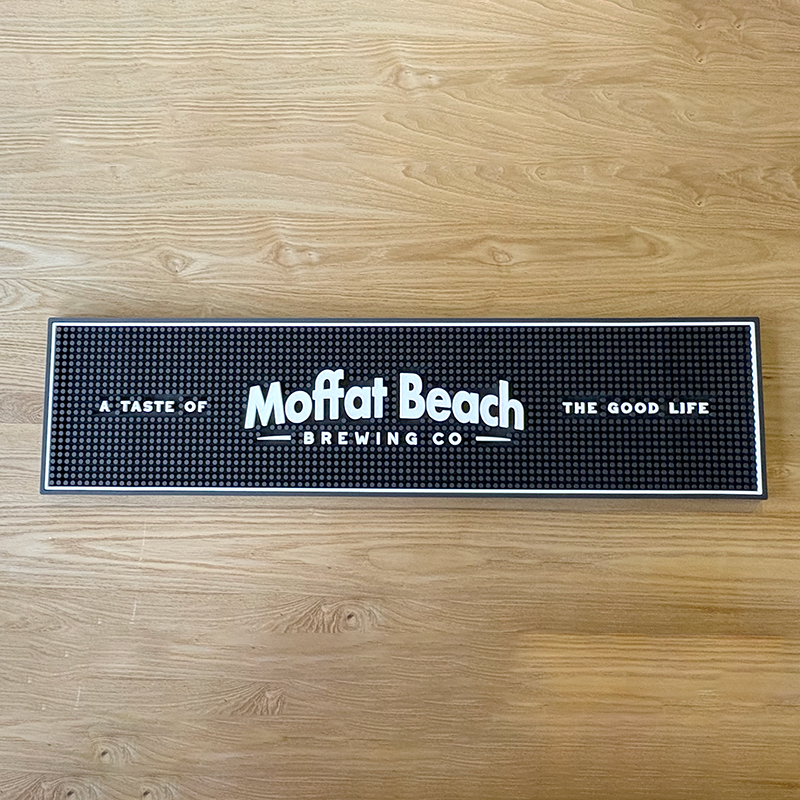 A TASTE OF
Moffat Beach
BREWING CO
THE GOOD LIFE